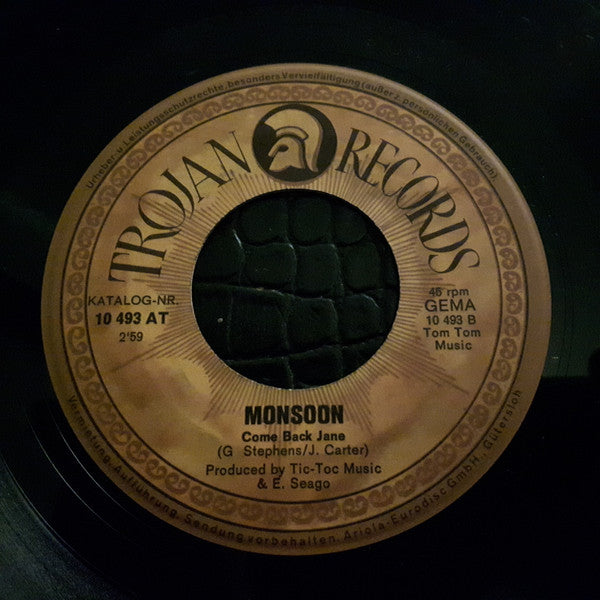 Urheber u. Leistungsschutzrechte, besonders Vervielfältigung (außer z. persönlichen Gebrauch),
TROJAN RECORDS
KATALOG-NR.
10 493 AT
2'59
45 rpm
GEMA
10 493 B
Tom Tom
Music
MONSOON
Come Back Jane
(G Stephens/J. Carter)
Produced by Tic-Toc Music
& E. Seago
Vermietung, Aufführung, Sendung vorbehalten. Ariola-Eurodisc GmbH., Gütersloh